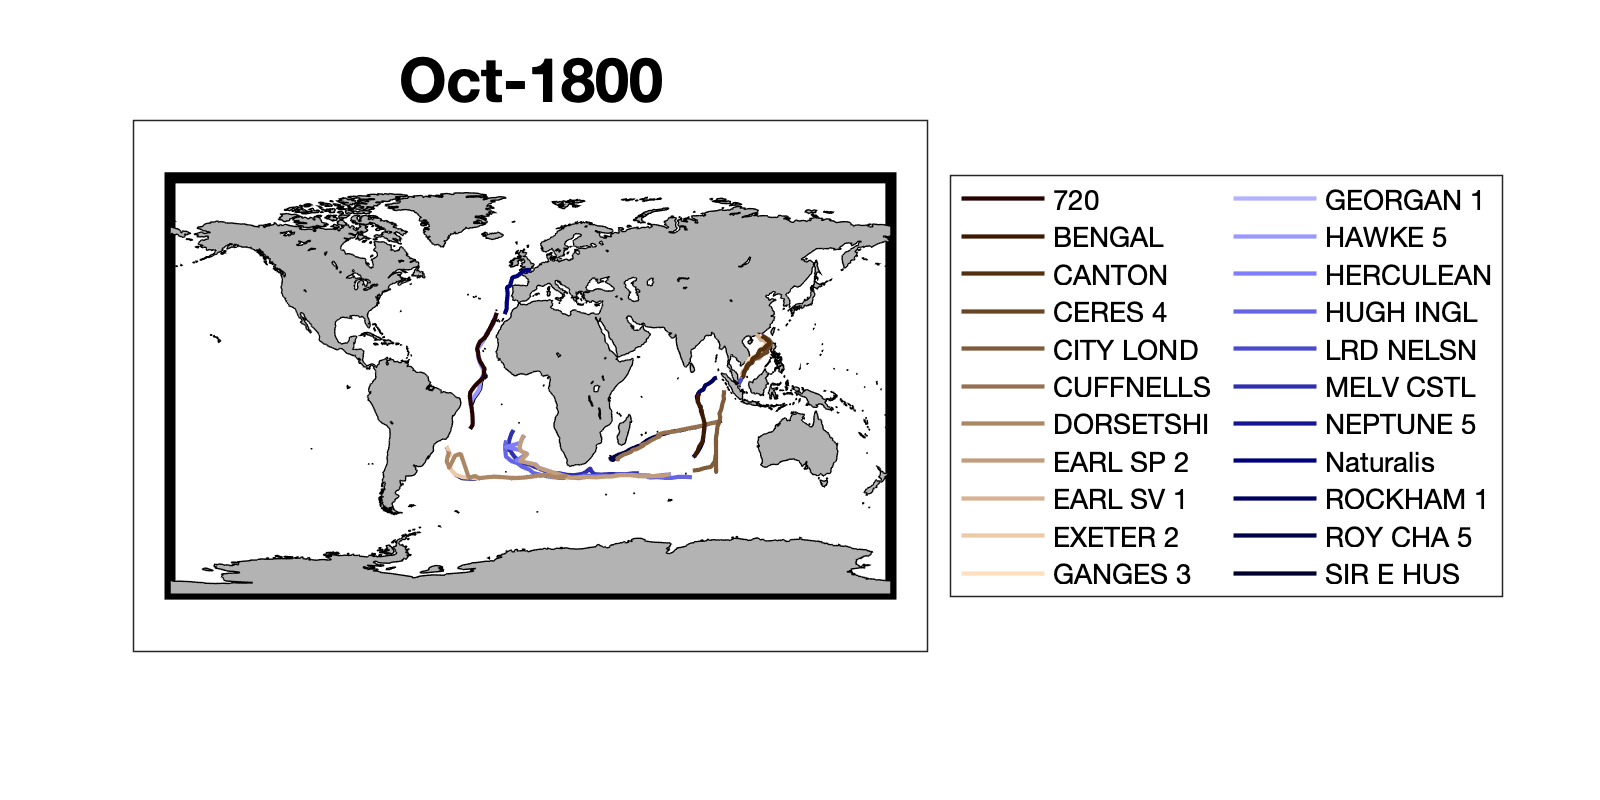 Oct-1800
720
BENGAL
CANTON
CERES 4
CITY LOND
CUFFNELLS
DORSETSHI
EARL SP 2
EARL SV 1
EXETER 2
GANGES 3
GEORGAN 1
HAWKE 5
HERCULEAN
HUGH INGL
LRD NELSN
MELV CSTL
NEPTUNE 5
Naturalis
ROCKHAM 1
ROY CHA 5
SIR E HUS